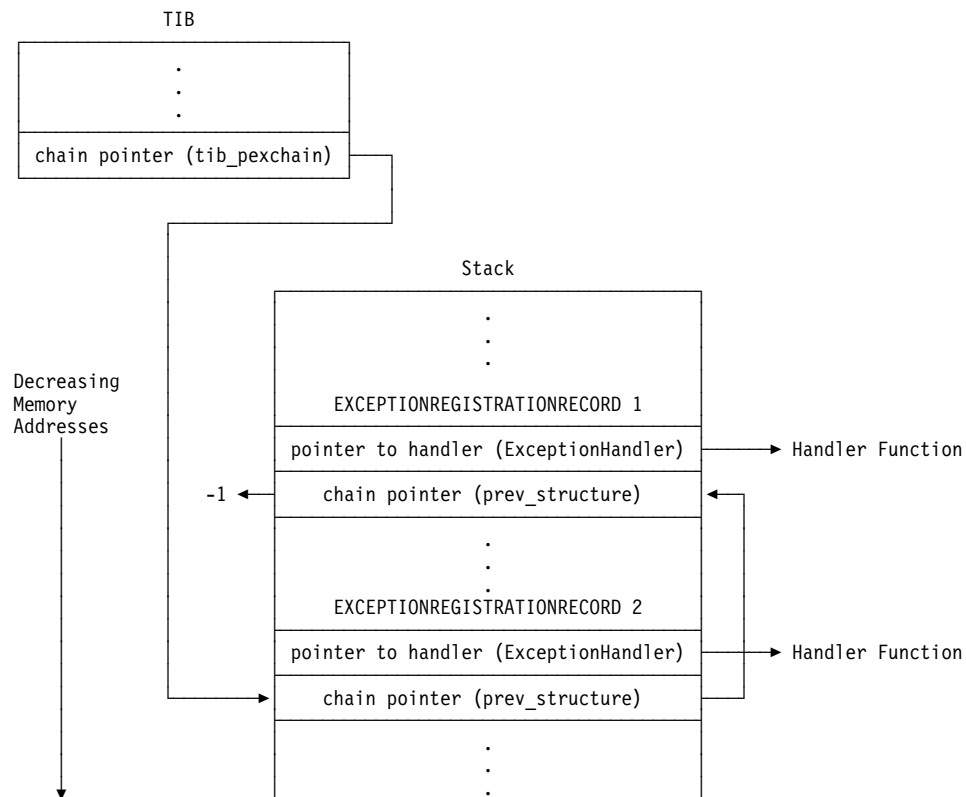 TIB
.
.
.
chain pointer (tib_pexchain)
Stack
.
.
.
Decreasing
Memory
Addresses
EXCEPTIONREGISTRATIONRECORD 1
pointer to handler (ExceptionHandler)
Handler Function
-1
chain pointer (prev_structure)
.
.
.
EXCEPTIONREGISTRATIONRECORD 2
pointer to handler (ExceptionHandler)
Handler Function
chain pointer (prev_structure)
.
.
.